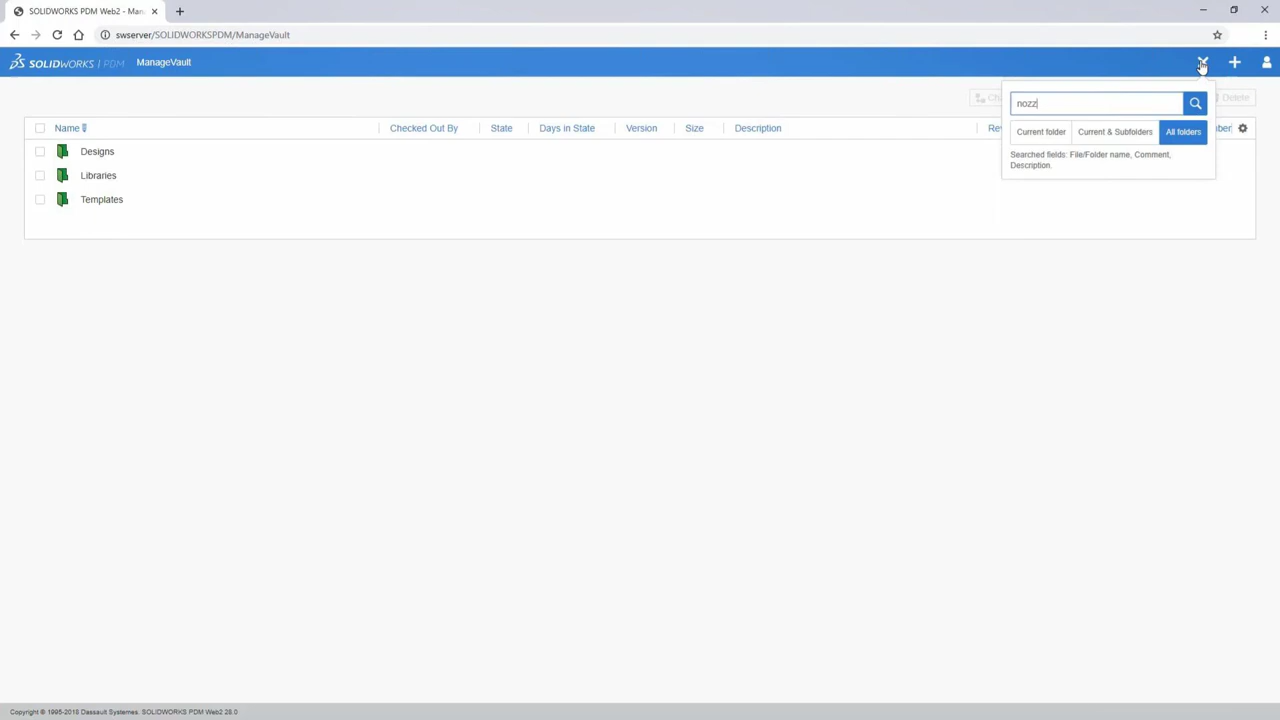 SOLIDWORKS PDM Web2 - Man
swserver/SOLIDWORKSPDM/ManageVault
SOLIDWORKS | PDM ManageVault
nozz
Current folder Current & Subfolders All folders
Searched fields: File/Folder name, Comment,
Description.
Delete
Name Checked Out By State Days in State Version Size Description
Designs
Libraries
Templates
Copyright © 1995-2018 Dassault Systemes. SOLIDWORKS PDM Web2 28.0